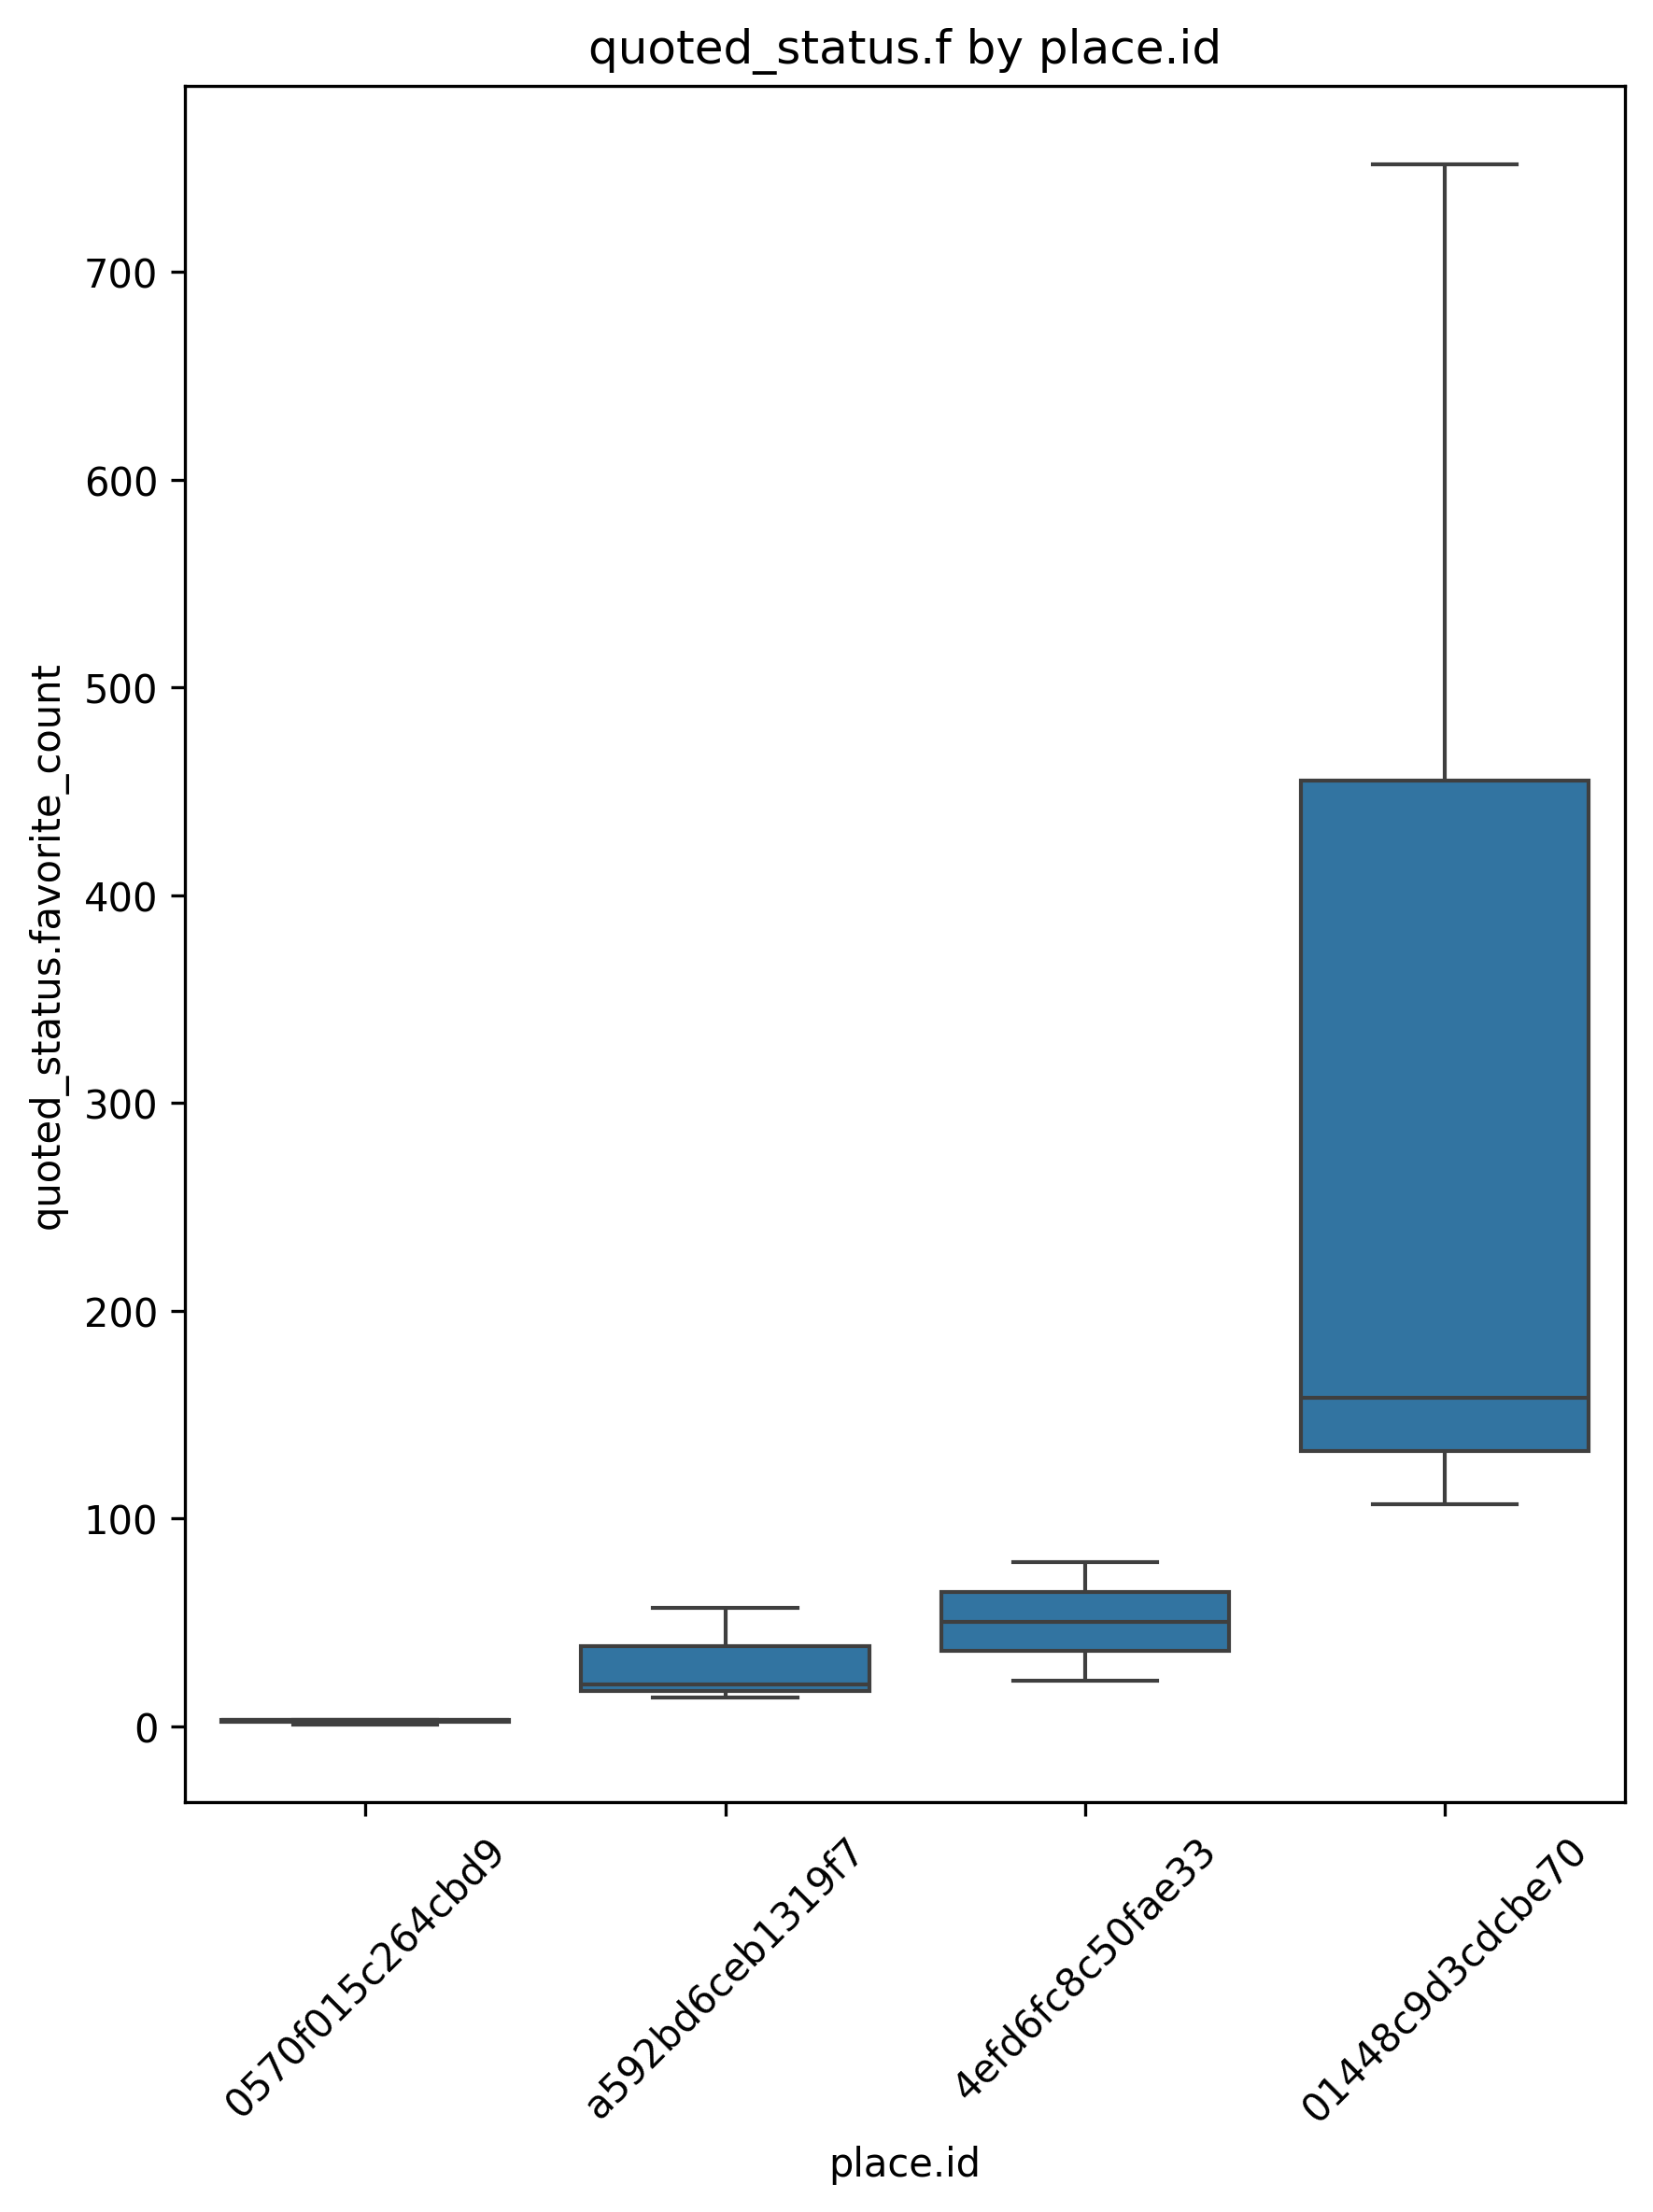 quoted_status.f by place.id
quoted_status.favorite_count
700
600
500
400
300
200
100
0
0570f015c264cbd9
a592bd6ceb1319f7
4efd6fc8c50fae33
01448c9d3cdcbe70
place.id